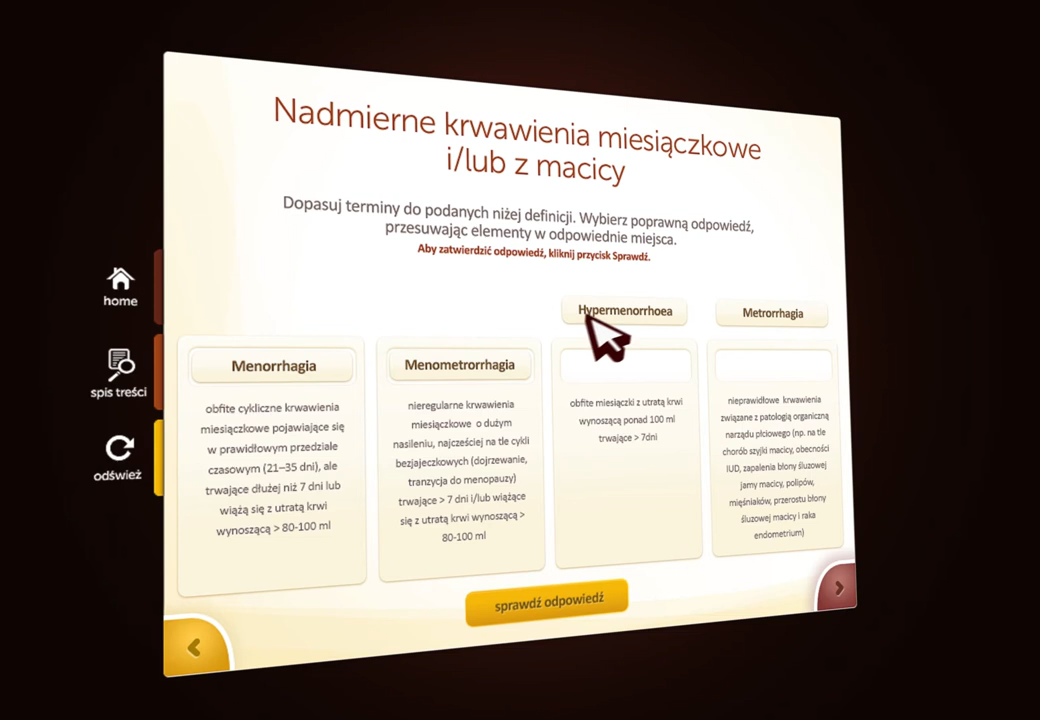 Nadmierne krwawienia miesiączkowe
i/lub z macicy
Dopasuj terminy do podanych niżej definicji. Wybierz poprawną odpowiedź,
przesuwając elementy w odpowiednie miejsca.
Aby zatwierdzić odpowiedź, kliknij przycisk Sprawdź.
home
spis treści
odśwież
Hypermenorrhoea
Metrorrhagia
Menorrhagia
obfite cykliczne krwawienia
miesiączkowe pojawiające się
w prawidłowym przedziale
czasowym (21–35 dni), ale
trwające dłużej niż 7 dni lub
wiążą się z utratą krwi
wynoszącą > 80-100 ml
Menometrorrhagia
nieregularne krwawienia
miesiączkowe o dużym
nasileniu, najcześciej na tle cykli
bezjajeczkowych (dojrzewanie,
tranzycja do menopauzy)
trwające > 7 dni i/lub wiążące
się z utratą krwi wynoszącą >
80-100 ml
obfite miesiączki z utratą krwi
wynoszącą ponad 100 ml
trwające > 7dni
nieprawidłowe krwawienia
związane z patologią organiczną
narządu płciowego (np. na tle
chorób szyjki macicy, obecności
IUD, zapalenia błony śluzowej
jamy macicy, polipów,
mięśniaków, przerostu błony
śluzowej macicy i raka
endometrium)
sprawdź odpowiedź